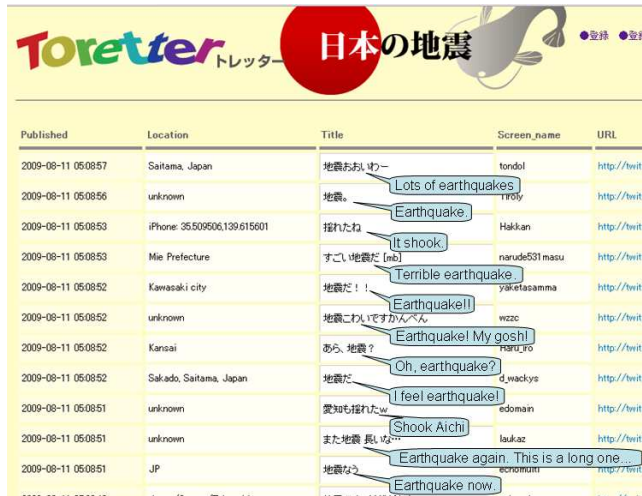 Toretter トレッター 日本の地震 ●登録
Published Location Title Screen_name URL
2009-08-11 05:08:57 Saitama, Japan 地震おおいわー tondol http://twit
Lots of earthquakes
2009-08-11 05:08:56 unknown 地震。 Tiroly http://twit
Earthquake.
2009-08-11 05:08:53 iPhone: 35.509506,139.615601 揺れたね Hakkan http://twit
It shook.
2009-08-11 05:08:53 Mie Prefecture すごい地震だ [mb] narude531masu http://twit
Terrible earthquake.
2009-08-11 05:08:52 Kawasaki city 地震だ！！ yaketasamma http://twit
Earthquake!!
2009-08-11 05:08:52 unknown 地震こわいですかんべん wzzc http://twit
Earthquake! My gosh!
2009-08-11 05:08:52 Kansai あら、地震？ Haru_iro http://twit
Oh, earthquake?
2009-08-11 05:08:52 Sakado, Saitama, Japan 地震だ d_wackys http://twit
I feel earthquake!
2009-08-11 05:08:51 unknown 愛知も揺れたw edomain http://twit
Shook Aichi
2009-08-11 05:08:51 unknown また地震 長いな… laukaz http://twit
Earthquake again. This is a long one...
2009-08-11 05:08:51 JP 地震なう echomulti http://twit
Earthquake now.